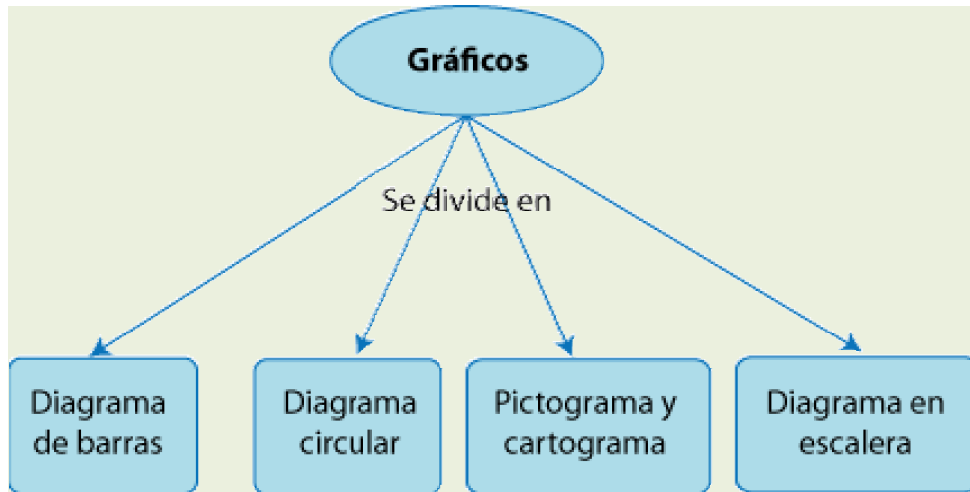 Gráficos
Se divide en
Diagrama
de barras
Diagrama
circular
Pictograma y
cartograma
Diagrama en
escalera